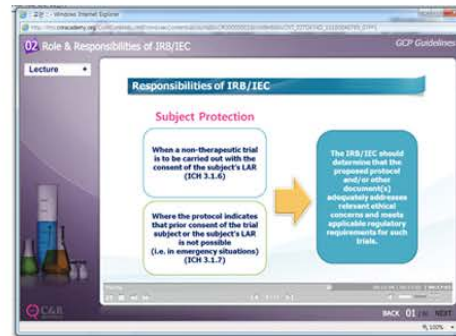 Windows Internet Explorer
02 Role & Responsibilities of IRB/IEC
GCP Guidelines
Lecture
Responsibilities of IRB/IEC
Subject Protection
When a non-therapeutic trial
is to be carried out with the
consent of the subject's LAR
(ICH 3.1.6)
Where the protocol indicates
that prior consent of the trial
subject or the subject's LAR
is not possible
(i.e. in emergency situations)
(ICH 3.1.7)
The IRB/IEC should
determine that the
proposed protocol
and/or other
document(s)
adequately addresses
relevant ethical
concerns and meets
applicable regulatory
requirements for such
trials.
C&R
BACK 01 NEXT
100%